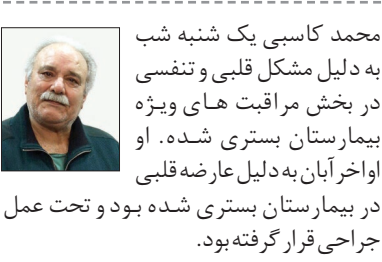 محمد کاسبی یک شنبه شب
به دلیل مشکل قلبی و تنفسی
در بخش مراقبت های ویژه
بیمارستان بستری شده. او
اواخر آبان به دلیل عارضه قلبی
در بیمارستان بستری شده بود و تحت عمل
جراحی قرار گرفته بود.